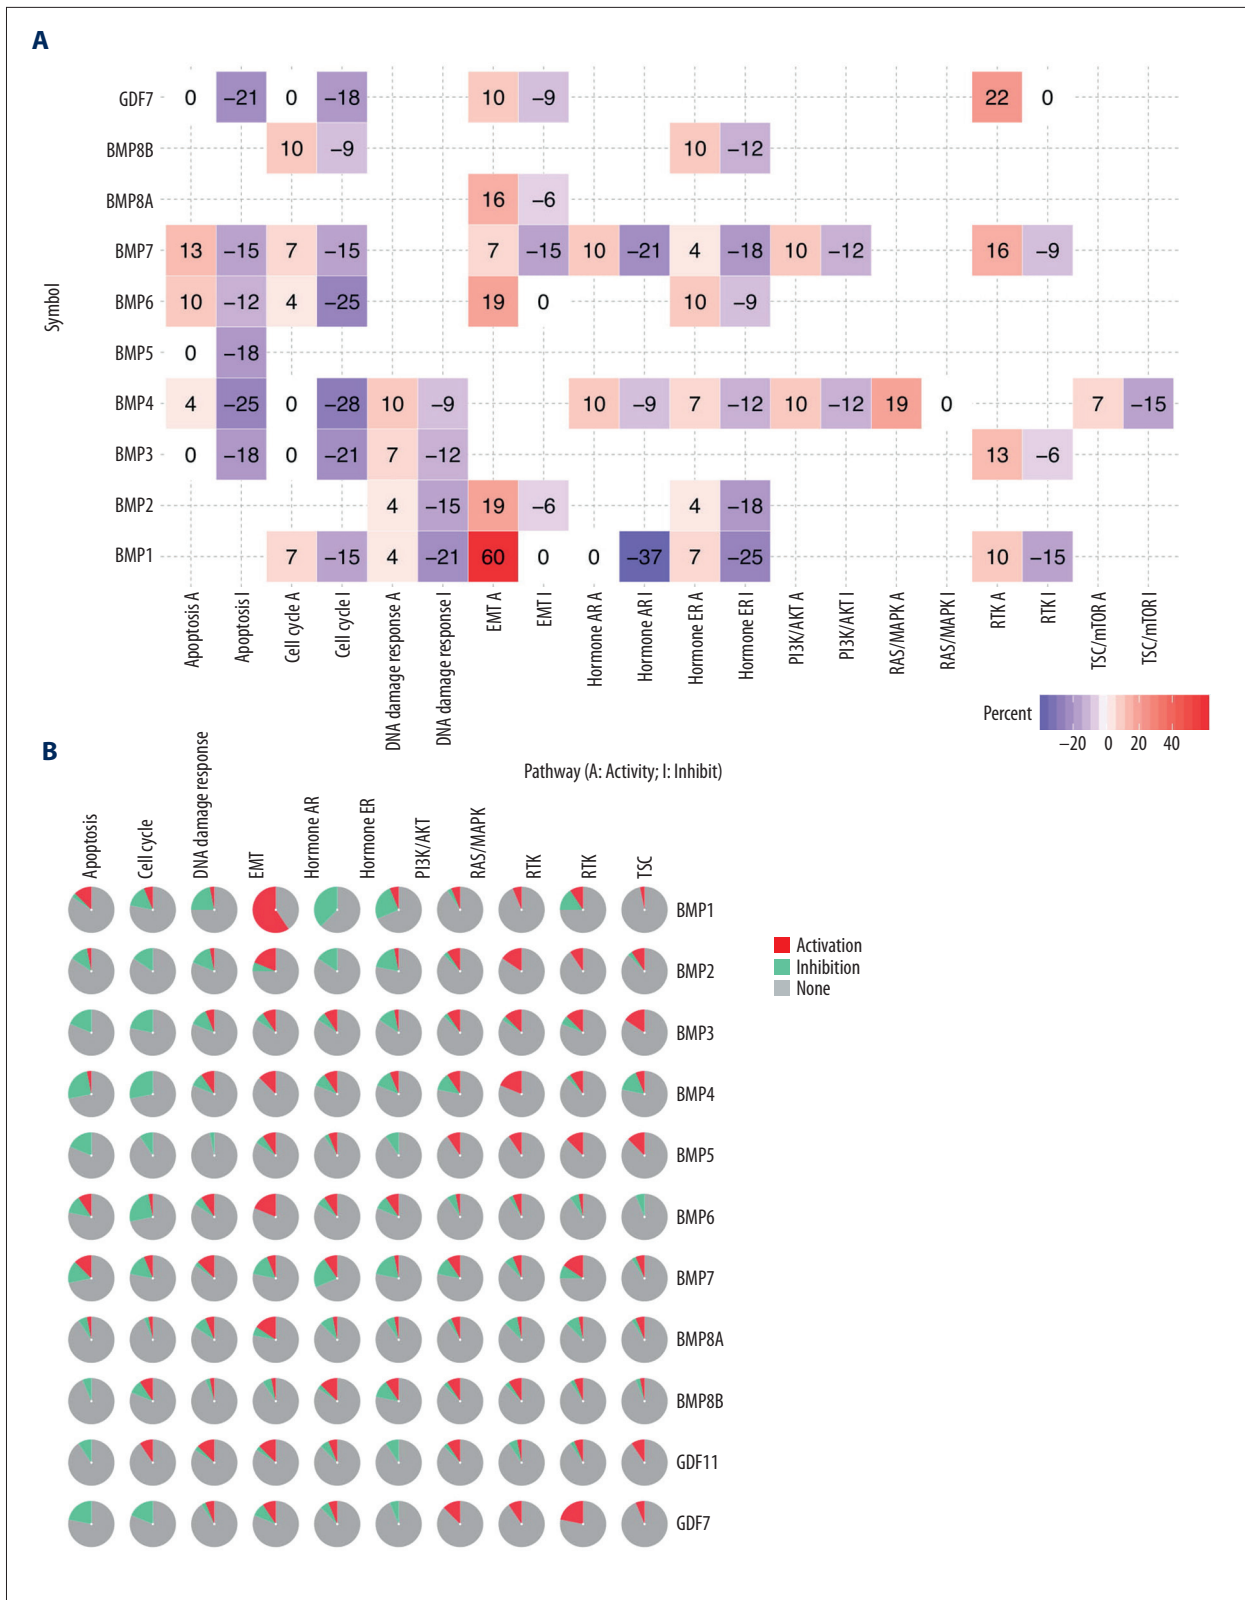 A
Symbol
GDF7 0 −21 0 −18 10 −9 22 0
BMP8B 10 −9 10 −12
BMP8A 16 −6
BMP7 13 −15 7 −15 7 −15 10 −21 4 −18 10 −12 16 −9
BMP6 10 −12 4 −25 19 0 10 −9
BMP5 0 −18
BMP4 4 −25 0 −28 10 −9 10 −9 7 −12 10 −12 19 0 7 −15
BMP3 0 −18 0 −21 7 −12 13 −6
BMP2 4 −15 19 −6 4 −18
BMP1 7 −15 4 −21 60 0 0 −37 7 −25 10 −15
Apoptosis A
Apoptosis I
Cell cycle A
Cell cycle I
DNA damage response A
DNA damage response I
EMT A
EMT I
Hormone AR A
Hormone AR I
Hormone ER A
Hormone ER I
PI3K/AKT A
PI3K/AKT I
RAS/MAPK A
RAS/MAPK I
RTK A
RTK I
TSC/mTOR A
TSC/mTOR I
Percent
−20 0 20 40
Pathway (A: Activity; I: Inhibit)
B
Apoptosis
Cell cycle
DNA damage response
EMT
Hormone AR
Hormone ER
PI3K/AKT
RAS/MAPK
RTK
RTK
TSC
BMP1
BMP2
BMP3
BMP4
BMP5
BMP6
BMP7
BMP8A
BMP8B
GDF11
GDF7
Activation
Inhibition
None